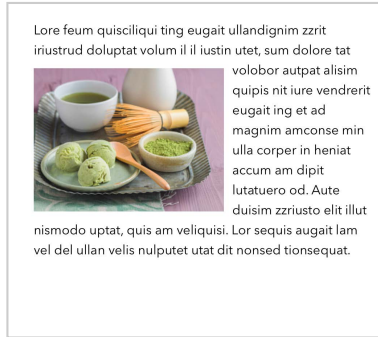 Lore feum quisciliqui ting eugait ullandignim zzrit
iriustrud doluptat volum il il iustin utet, sum dolore tat
volobor autpat alisim
quipis nit iure vendrerit
eugait ing et ad
magnim amconse min
ulla corper in heniat
accum am dipit
lutatuero od. Aute
duisim zzriusto elit illut
nismodo uptat, quis am veliquisi. Lor sequis augait lam
vel del ullan velis nulputet utat dit nonsed tionsequat.